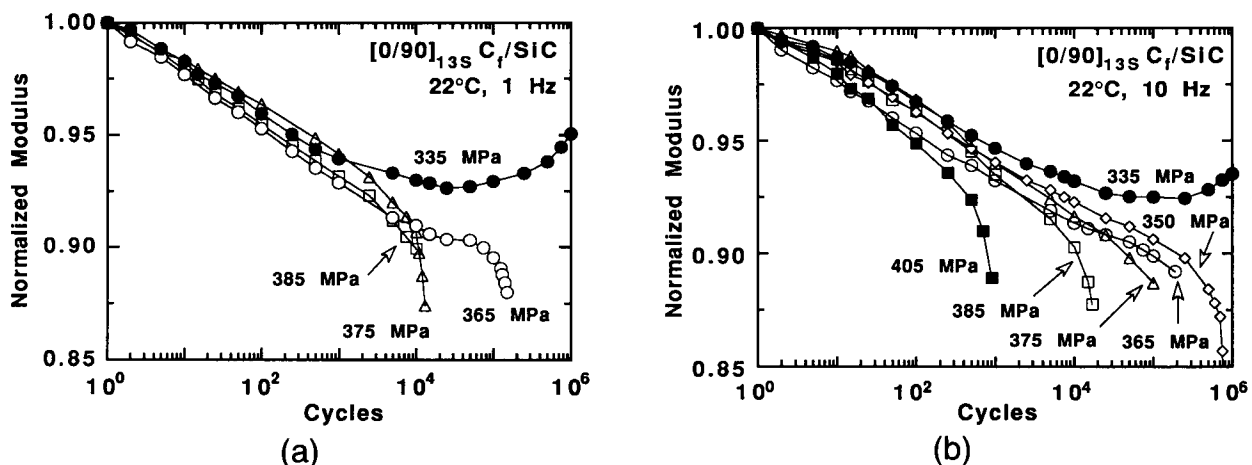 1.00
0.95
0.90
0.85
Normalized Modulus
[0/90]13S Cf/SiC
22°C, 1 Hz
335 MPa
385 MPa
375 MPa
365 MPa
10^0
10^2
10^4
10^6
Cycles
(a)
1.00
0.95
0.90
0.85
Normalized Modulus
[0/90]13S Cf/SiC
22°C, 10 Hz
335 MPa
350 MPa
405 MPa
385 MPa
375 MPa
365 MPa
10^0
10^2
10^4
10^6
Cycles
(b)